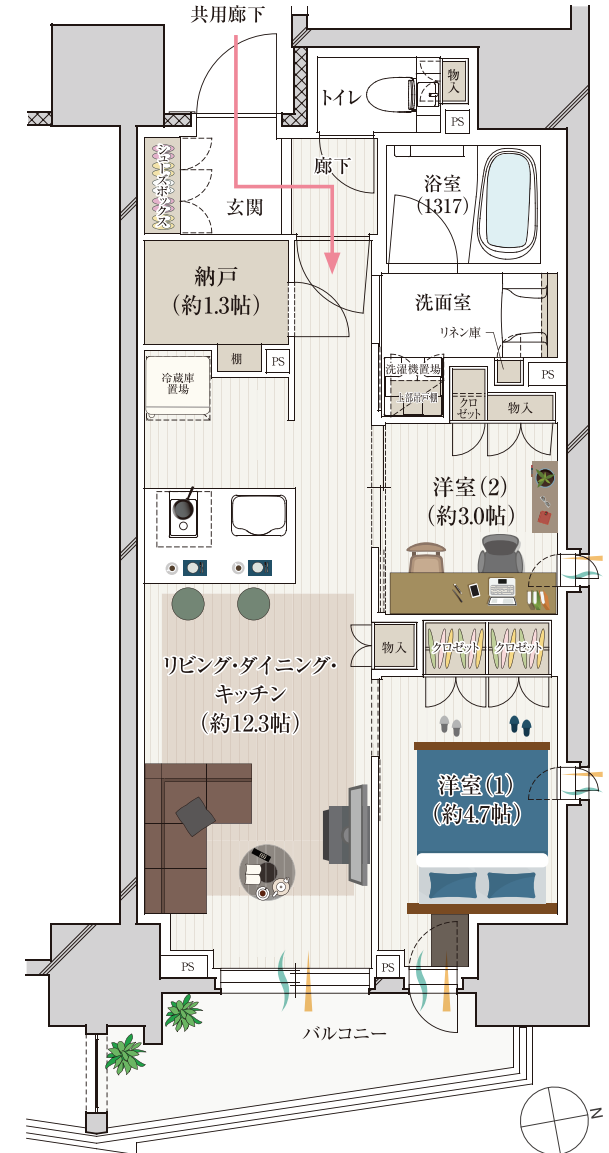 共用廊下
トイレ
物入
PS
廊下
シューズボックス
玄関
浴室
(1317)
納戸
(約1.3帖)
洗面室
リネン庫
棚
PS
PS
冷蔵庫
置場
洗濯機置場
上部吊戸棚
クロ
ゼット
物入
洋室(2)
(約3.0帖)
物入
クロゼット
クロゼット
リビング・ダイニング・
キッチン
(約12.3帖)
洋室(1)
(約4.7帖)
PS
PS
バルコニー
N